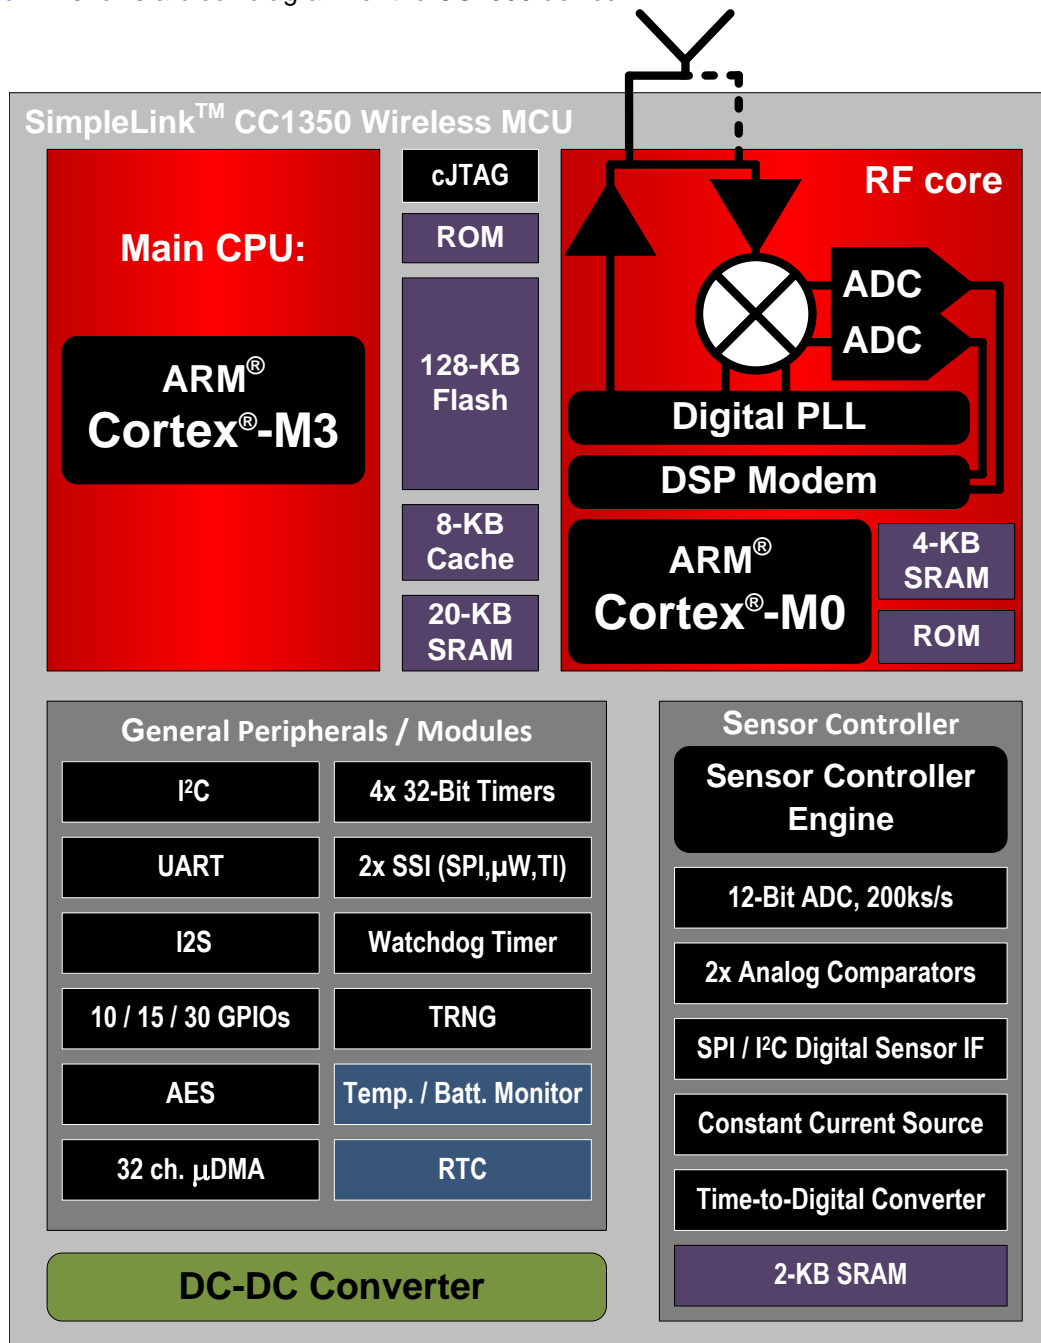 SimpleLink™ CC1350 Wireless MCU
cJTAG
RF core
Main CPU:
ROM
ADC
ADC
ARM®
Cortex®-M3
128-KB
Flash
Digital PLL
DSP Modem
8-KB
Cache
ARM®
Cortex®-M0
4-KB
SRAM
20-KB
SRAM
ROM
General Peripherals / Modules
I²C
4x 32-Bit Timers
UART
2x SSI (SPI,µW,TI)
I2S
Watchdog Timer
10 / 15 / 30 GPIOs
TRNG
AES
Temp. / Batt. Monitor
32 ch. µDMA
RTC
Sensor Controller
Sensor Controller
Engine
12-Bit ADC, 200ks/s
2x Analog Comparators
SPI / I²C Digital Sensor IF
Constant Current Source
Time-to-Digital Converter
2-KB SRAM
DC-DC Converter